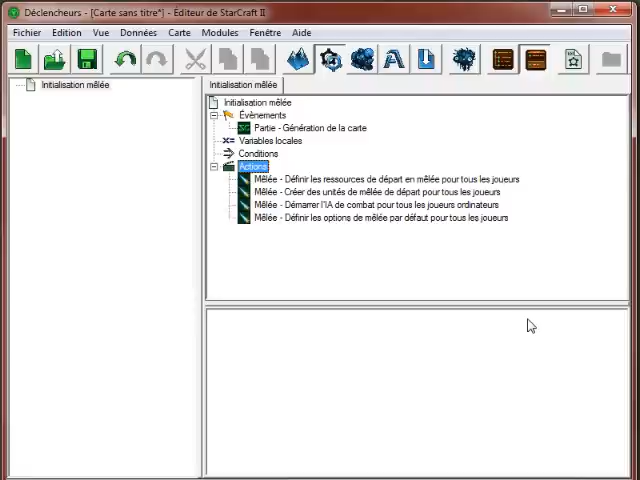 Déclencheurs - [Carte sans titre*] - Éditeur de StarCraft II
Fichier Edition Vue Données Carte Modules Fenêtre Aide
Initialisation mêlée
Initialisation mêlée
Initialisation mêlée
Évènements
Partie - Génération de la carte
Variables locales
Conditions
Actions
Mêlée - Définir les ressources de départ en mêlée pour tous les joueurs
Mêlée - Créer des unités de mêlée de départ pour tous les joueurs
Mêlée - Démarrer l'IA de combat pour tous les joueurs ordinateurs
Mêlée - Définir les options de mêlée par défaut pour tous les joueurs